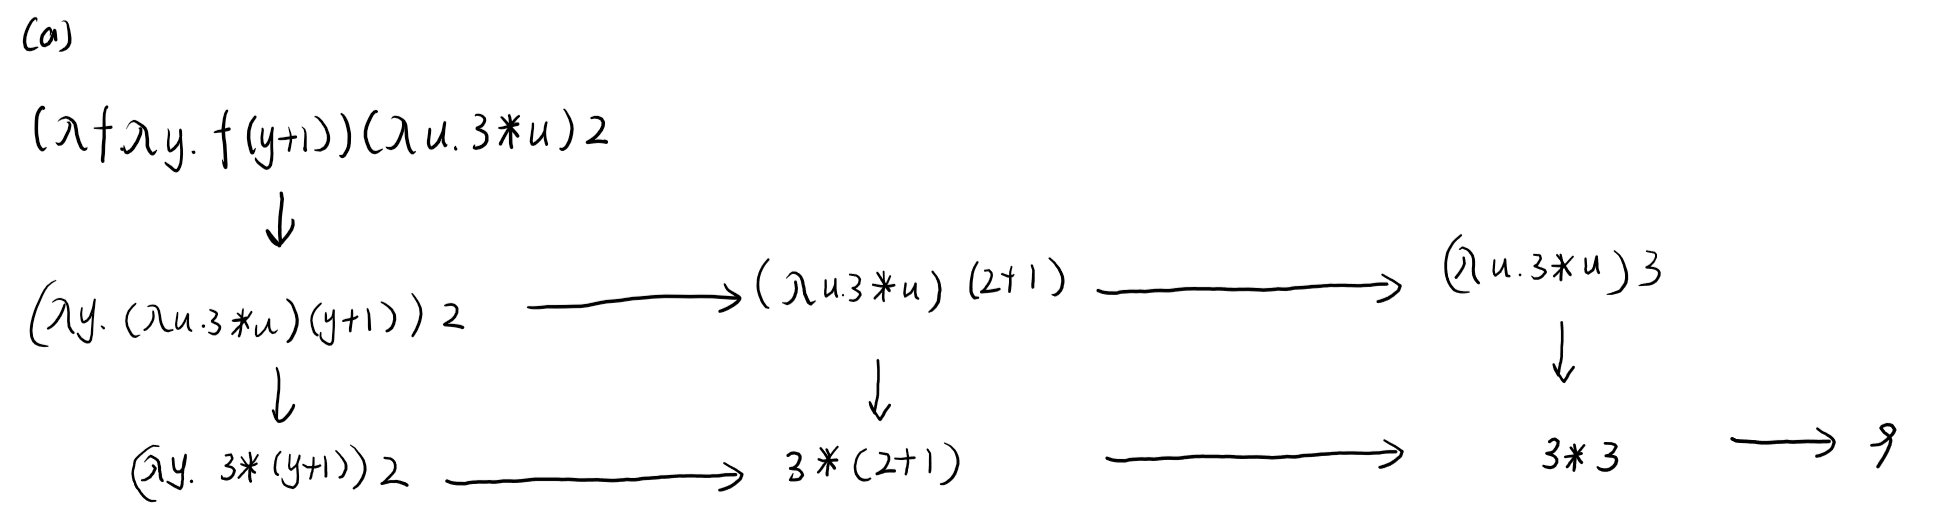 (a)
(λf.λy. f(y+1))(λu. 3*u)2
↓
(λy. (λu.3*u)(y+1))2 → (λu.3*u) (2+1) → (λu.3*u)3
↓ ↓ ↓
(λy. 3*(y+1))2 → 3*(2+1) → 3*3 → 9